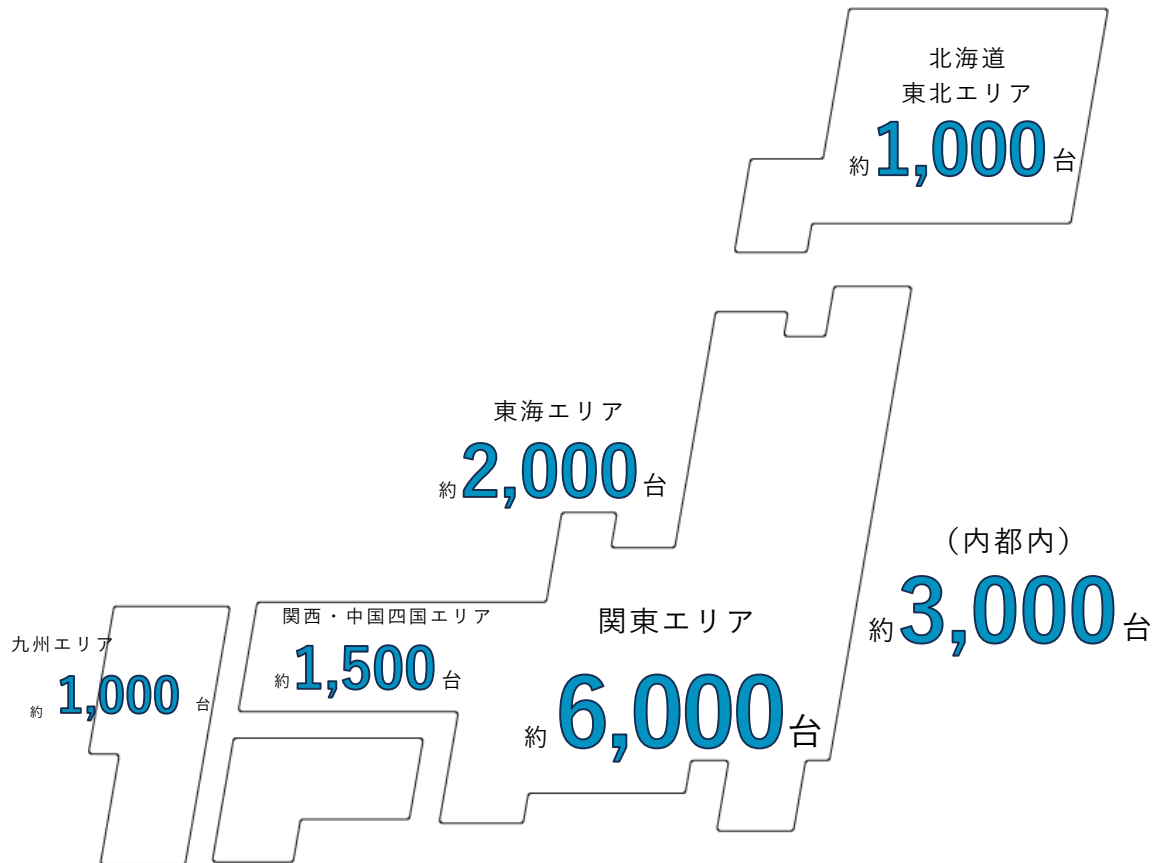 北海道
東北エリア
約1,000台
東海エリア
約2,000台
（内都内）
約3,000台
関東エリア
約6,000台
関西・中国四国エリア
約1,500台
九州エリア
約1,000台